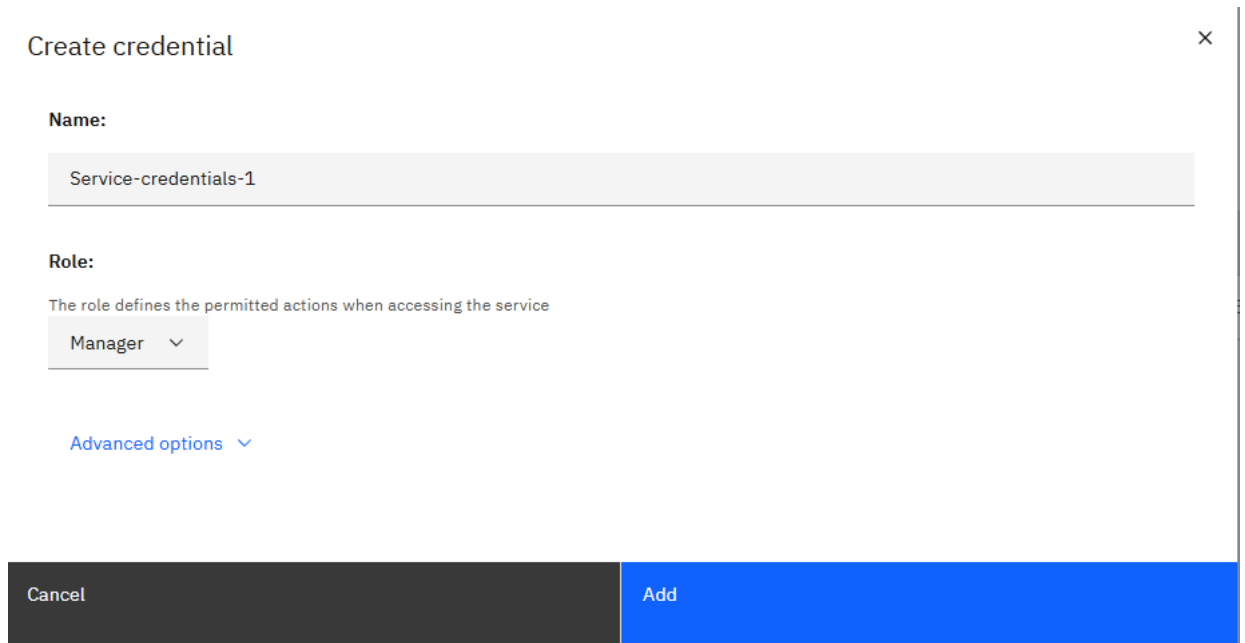 Create credential
Name:
Service-credentials-1
Role:
The role defines the permitted actions when accessing the service
Manager
Advanced options
Cancel
Add